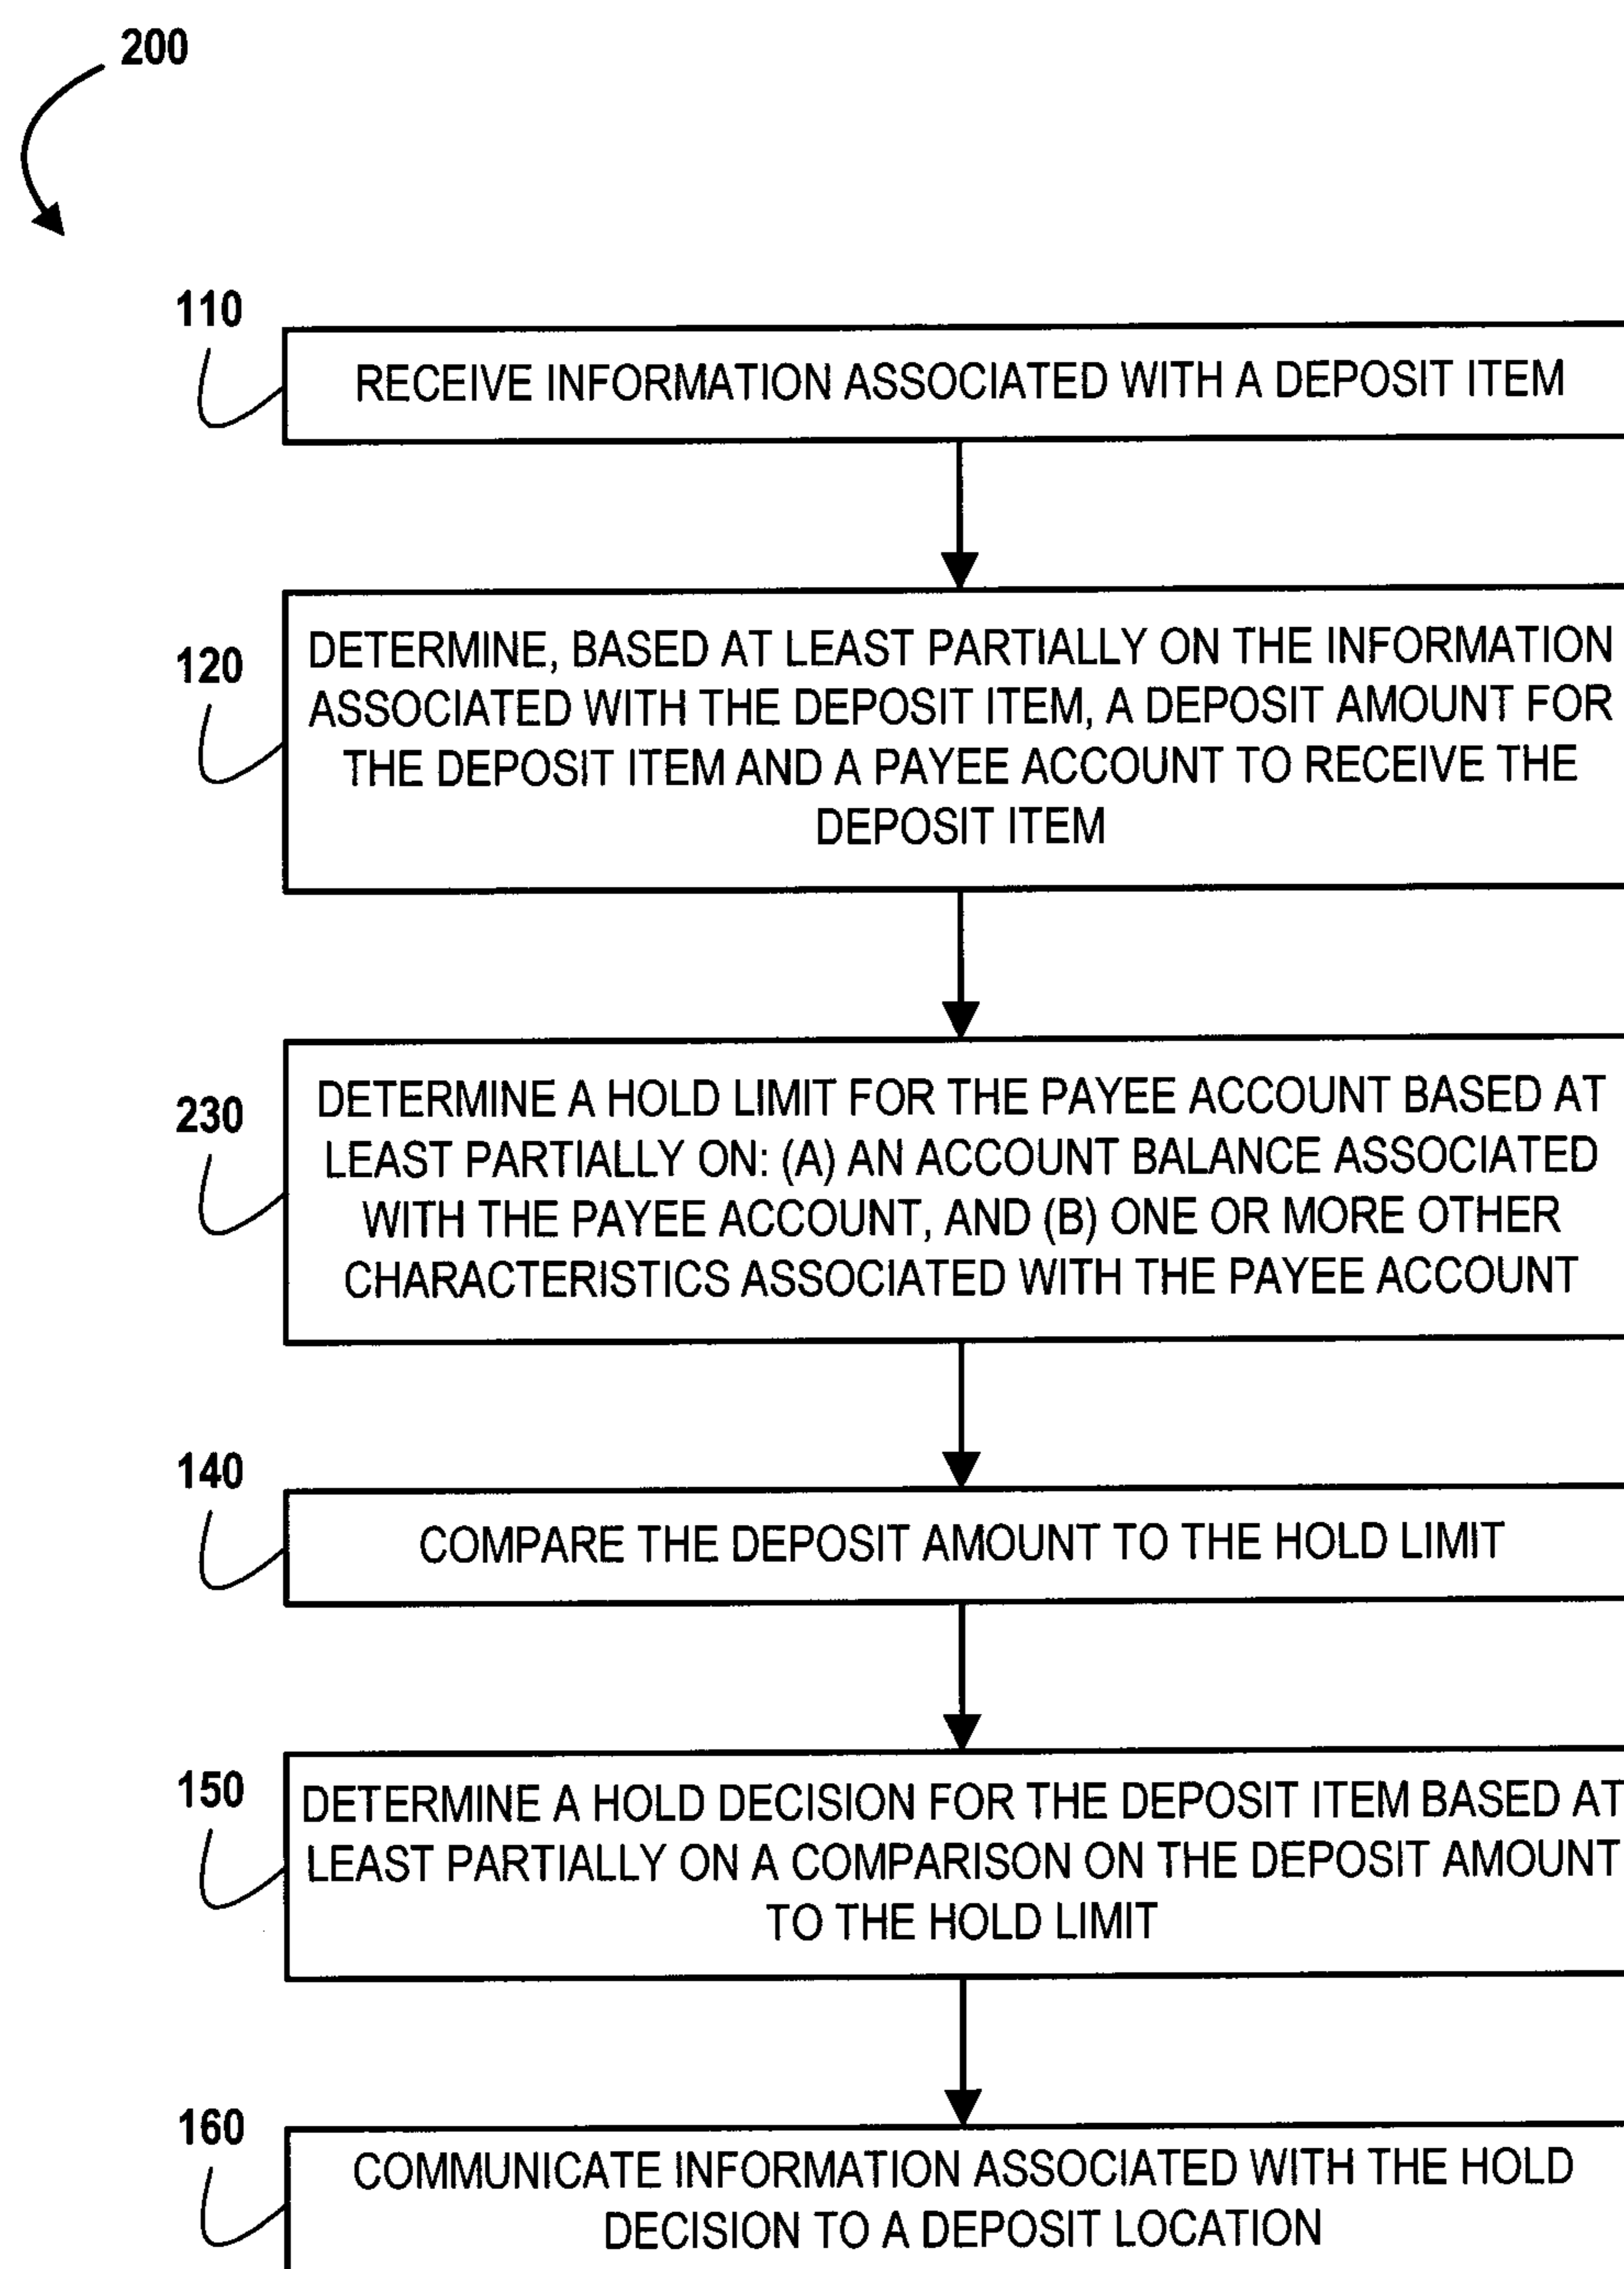 200
110
RECEIVE INFORMATION ASSOCIATED WITH A DEPOSIT ITEM
120
DETERMINE, BASED AT LEAST PARTIALLY ON THE INFORMATION
ASSOCIATED WITH THE DEPOSIT ITEM, A DEPOSIT AMOUNT FOR
THE DEPOSIT ITEM AND A PAYEE ACCOUNT TO RECEIVE THE
DEPOSIT ITEM
230
DETERMINE A HOLD LIMIT FOR THE PAYEE ACCOUNT BASED AT
LEAST PARTIALLY ON: (A) AN ACCOUNT BALANCE ASSOCIATED
WITH THE PAYEE ACCOUNT, AND (B) ONE OR MORE OTHER
CHARACTERISTICS ASSOCIATED WITH THE PAYEE ACCOUNT
140
COMPARE THE DEPOSIT AMOUNT TO THE HOLD LIMIT
150
DETERMINE A HOLD DECISION FOR THE DEPOSIT ITEM BASED AT
LEAST PARTIALLY ON A COMPARISON ON THE DEPOSIT AMOUNT
TO THE HOLD LIMIT
160
COMMUNICATE INFORMATION ASSOCIATED WITH THE HOLD
DECISION TO A DEPOSIT LOCATION